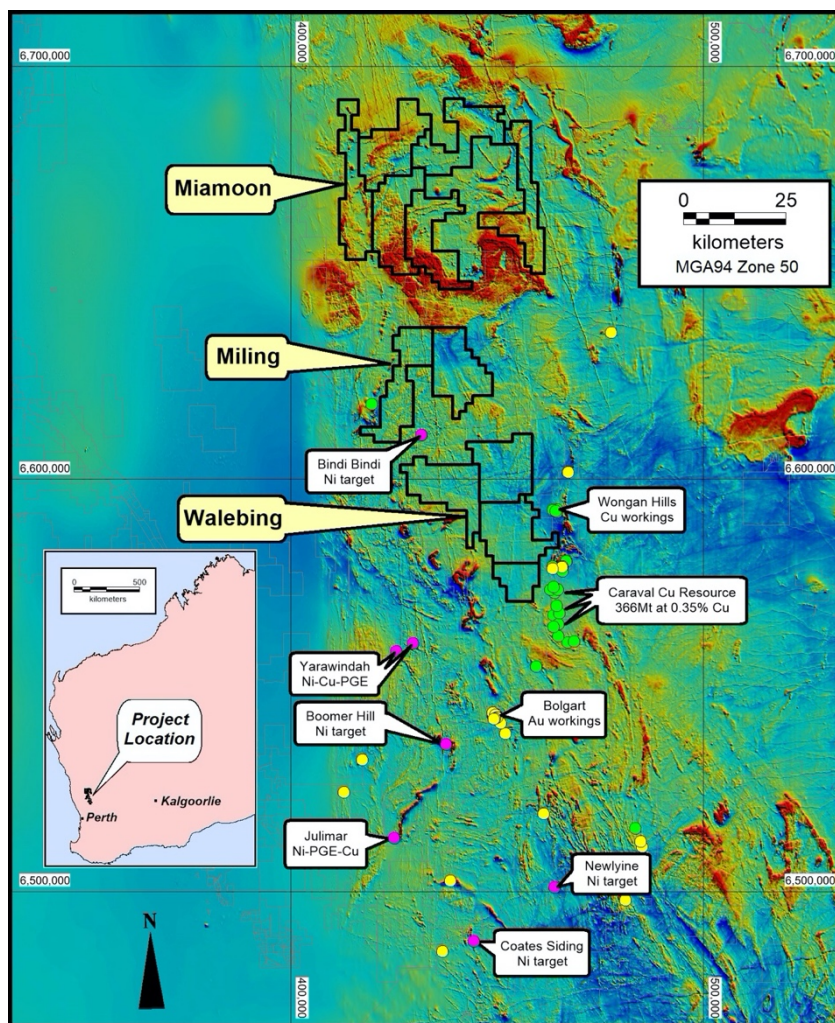 400,000
500,000
6,700,000
6,700,000
Miamoon
0
25
kilometers
MGA94 Zone 50
Miling
Bindi Bindi
Ni target
6,600,000
6,600,000
Walebing
Wongan Hills
Cu workings
Caraval Cu Resource
366Mt at 0.35% Cu
0
500
kilometers
Project
Location
Perth
Kalgoorlie
Yarawindah
Ni-Cu-PGE
Boomer Hill
Ni target
Bolgart
Au workings
Julimar
Ni-PGE-Cu
Newlyine
Ni target
6,500,000
6,500,000
Coates Siding
Ni target
N
400,000
500,000